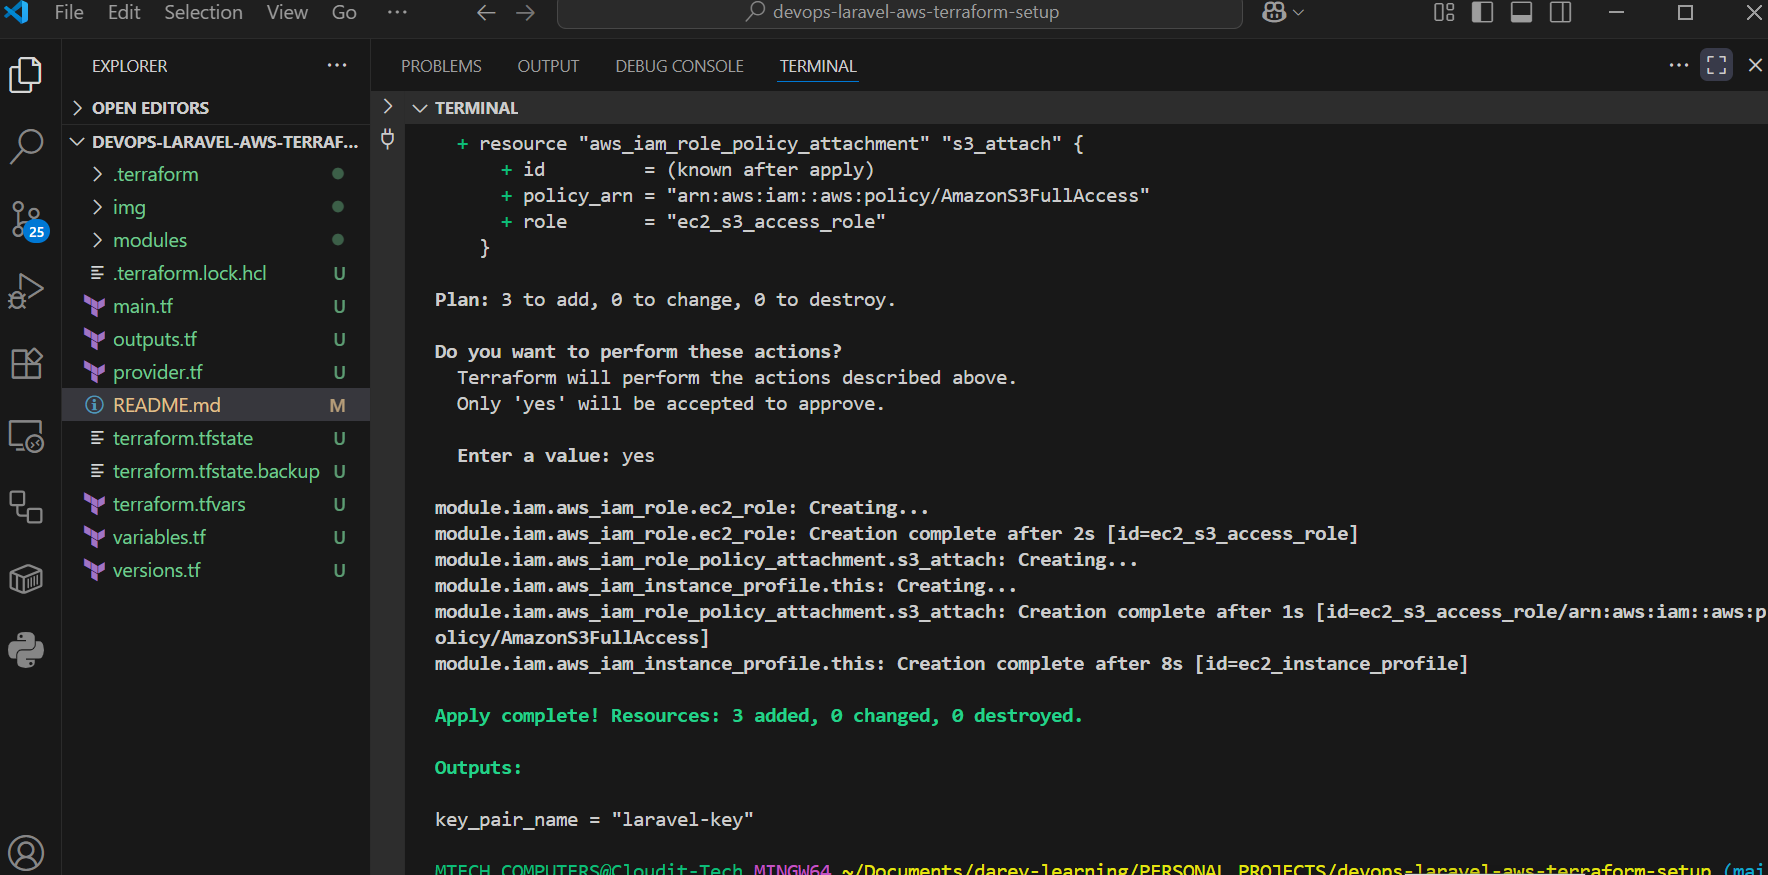 File Edit Selection View Go ···
devops-laravel-aws-terraform-setup
EXPLORER ···
OPEN EDITORS
DEVOPS-LARAVEL-AWS-TERRAF...
.terraform
img
modules
.terraform.lock.hcl U
main.tf U
outputs.tf U
provider.tf U
README.md M
terraform.tfstate U
terraform.tfstate.backup U
terraform.tfvars U
variables.tf U
versions.tf U
25
PROBLEMS OUTPUT DEBUG CONSOLE TERMINAL ···
TERMINAL
+ resource "aws_iam_role_policy_attachment" "s3_attach" {
+ id = (known after apply)
+ policy_arn = "arn:aws:iam::aws:policy/AmazonS3FullAccess"
+ role = "ec2_s3_access_role"
}
Plan: 3 to add, 0 to change, 0 to destroy.
Do you want to perform these actions?
Terraform will perform the actions described above.
Only 'yes' will be accepted to approve.
Enter a value: yes
module.iam.aws_iam_role.ec2_role: Creating...
module.iam.aws_iam_role.ec2_role: Creation complete after 2s [id=ec2_s3_access_role]
module.iam.aws_iam_role_policy_attachment.s3_attach: Creating...
module.iam.aws_iam_instance_profile.this: Creating...
module.iam.aws_iam_role_policy_attachment.s3_attach: Creation complete after 1s [id=ec2_s3_access_role/arn:aws:iam::aws:p
olicy/AmazonS3FullAccess]
module.iam.aws_iam_instance_profile.this: Creation complete after 8s [id=ec2_instance_profile]
Apply complete! Resources: 3 added, 0 changed, 0 destroyed.
Outputs:
key_pair_name = "laravel-key"
MTECH COMPUTERS@Cloudit-Tech MINGW64 ~/Documents/darey-learning/PERSONAL PROJECTS/devops-laravel-aws-terraform-setup (mai